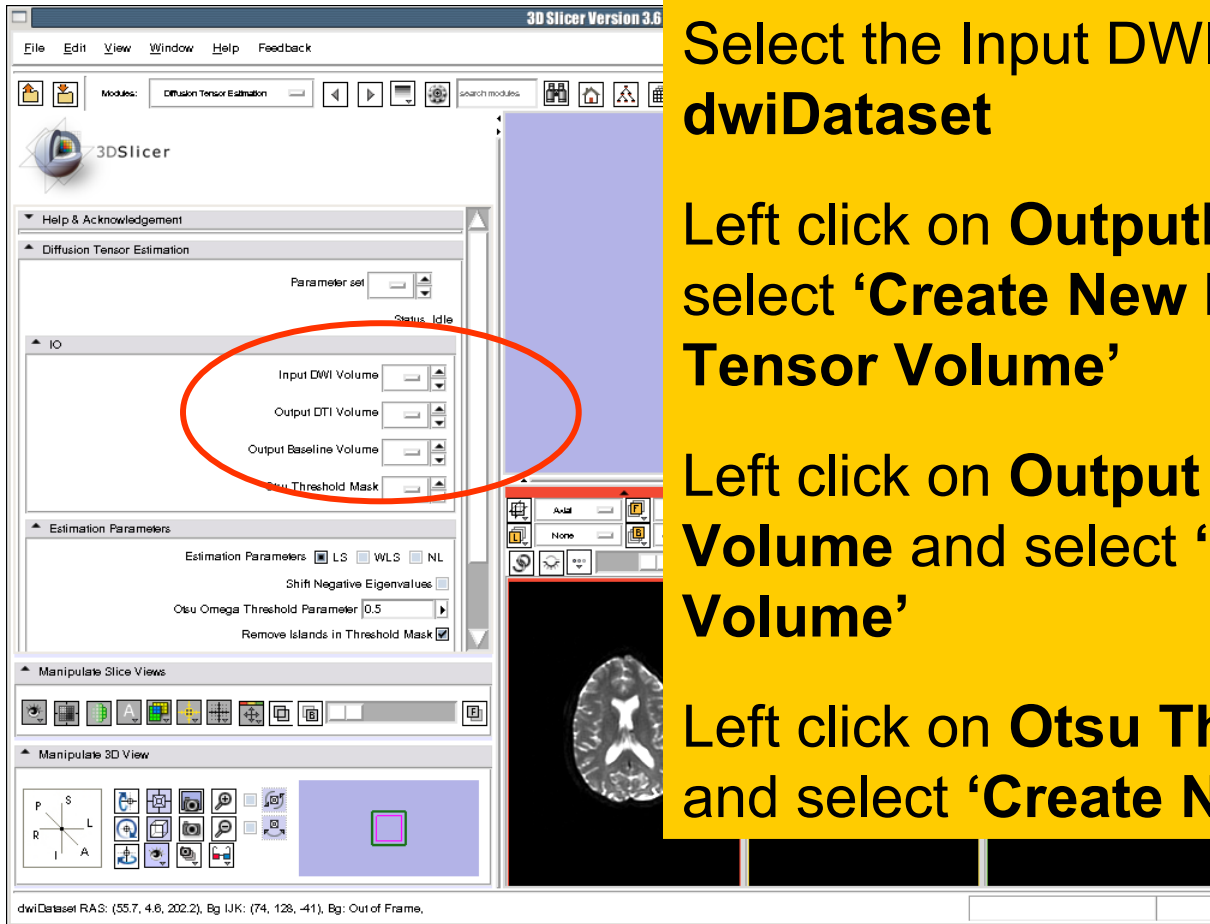 3D Slicer Version 3.6
File Edit View Window Help Feedback
Modules: Diffusion Tensor Estimation search modules
3DSlicer
Help & Acknowledgement
Diffusion Tensor Estimation
Parameter set
Status Idle
IO
Input DWI Volume
Output DTI Volume
Output Baseline Volume
Otsu Threshold Mask
Estimation Parameters
Estimation Parameters LS WLS NL
Shift Negative Eigenvalues
Otsu Omega Threshold Parameter 0.5
Remove Islands in Threshold Mask
Manipulate Slice Views
A B F
Manipulate 3D View
P S
R L
I A
Axial F
L None B
dwiDataset RAS: (55.7, 4.6, 202.2), Bg IJK: (74, 128, -41), Bg: Out of Frame,
Select the Input DWI
dwiDataset
Left click on Output
select ‘Create New
Tensor Volume’
Left click on Output
Volume and select ‘
Volume’
Left click on Otsu Th
and select ‘Create N